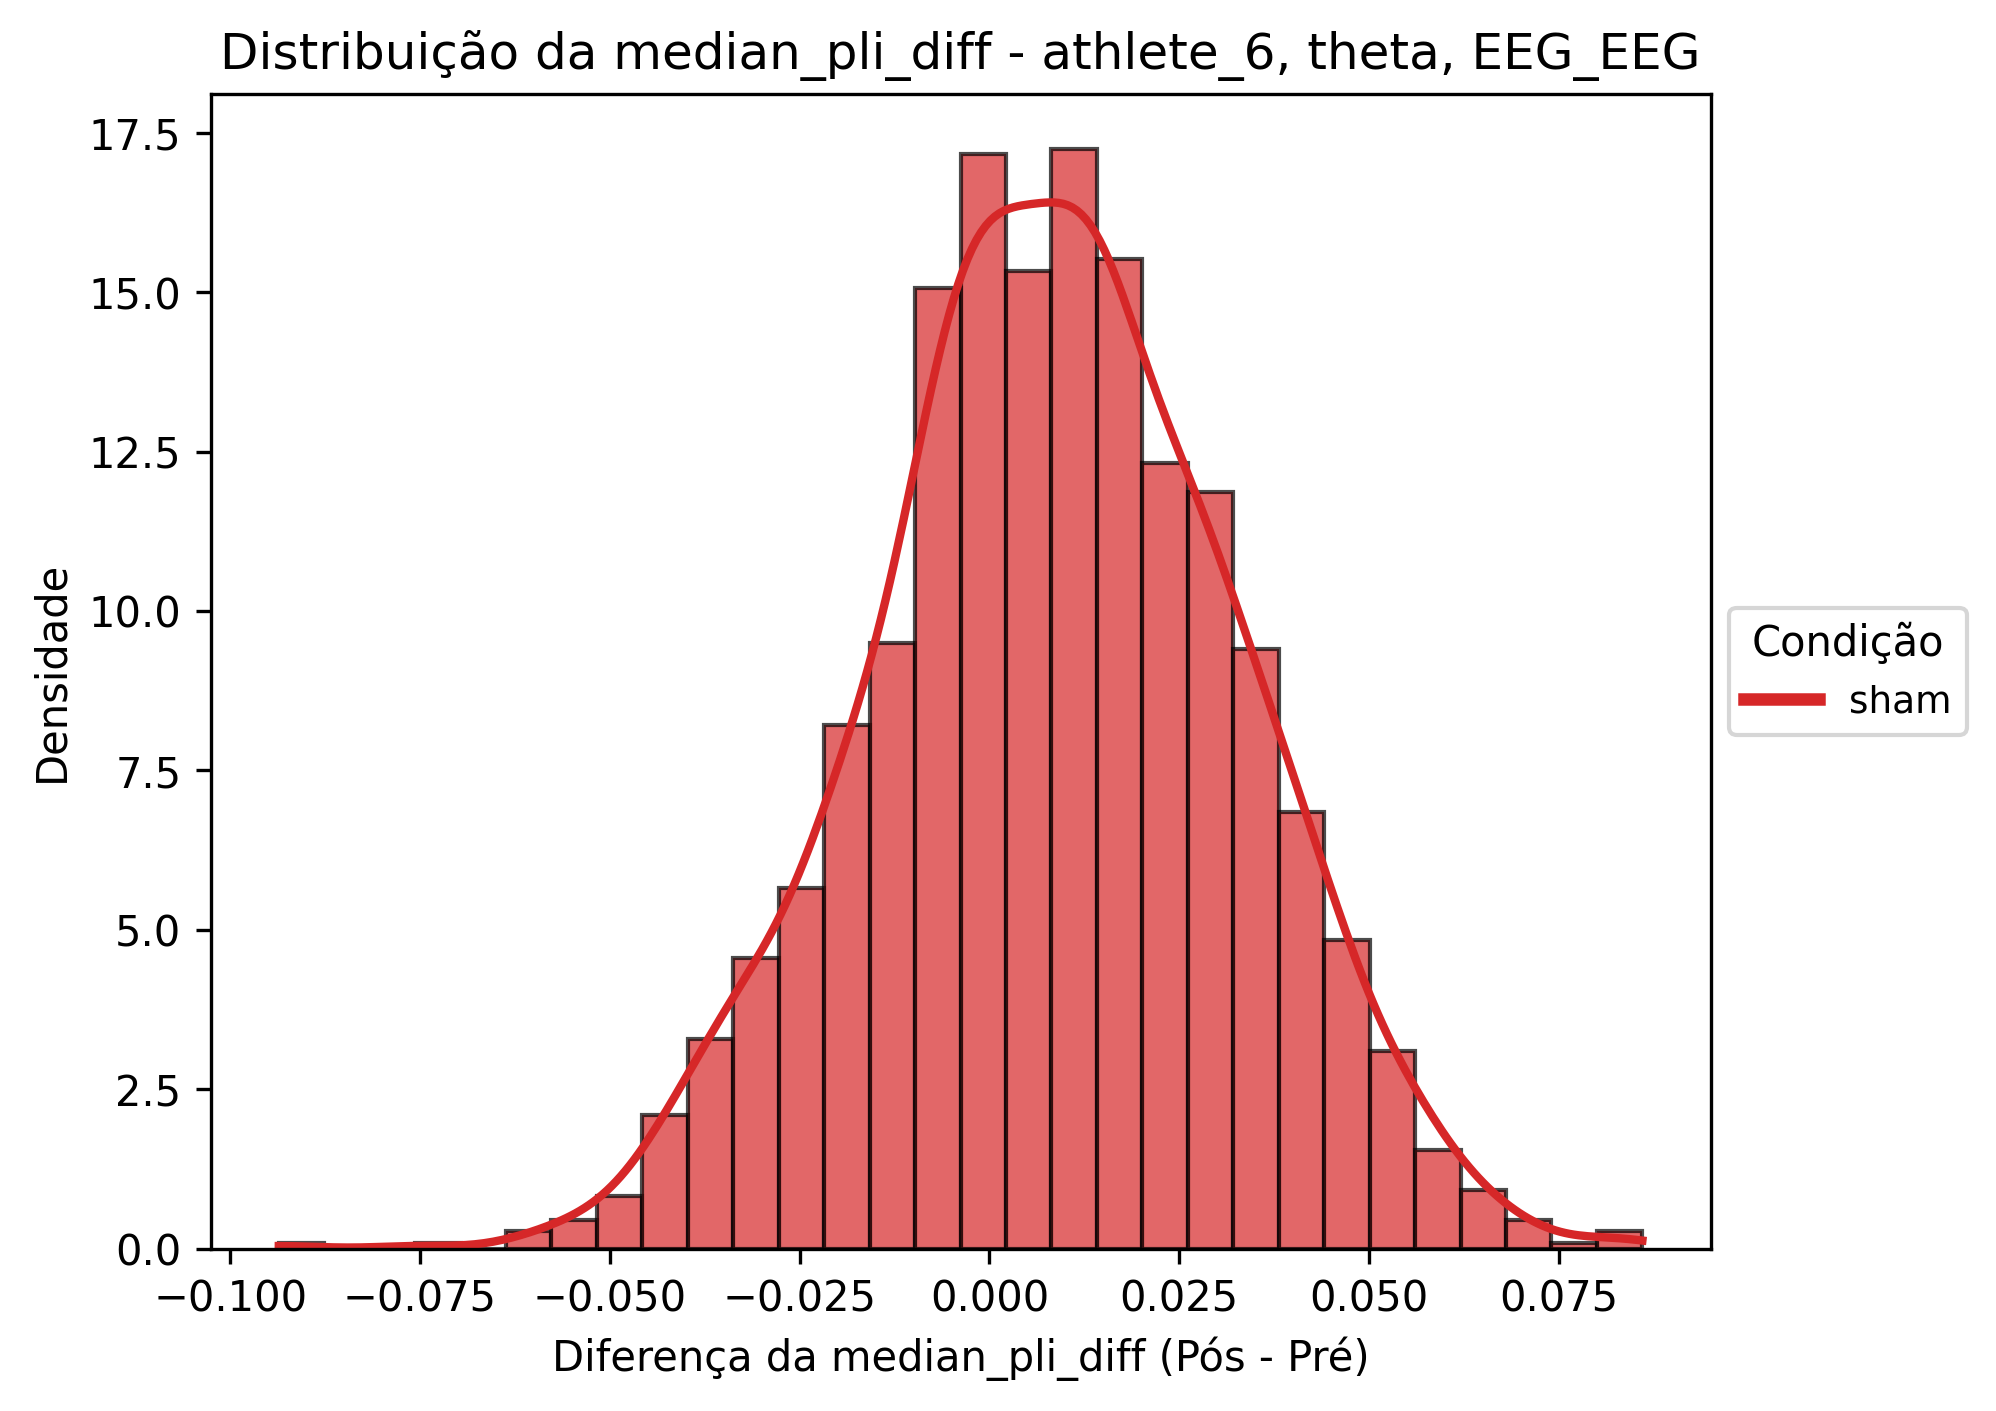 Distribuição da median_pli_diff - athlete_6, theta, EEG_EEG
17.5
15.0
12.5
10.0
7.5
5.0
2.5
0.0
Densidade
−0.100 −0.075 −0.050 −0.025 0.000 0.025 0.050 0.075
Diferença da median_pli_diff (Pós - Pré)
Condição
sham